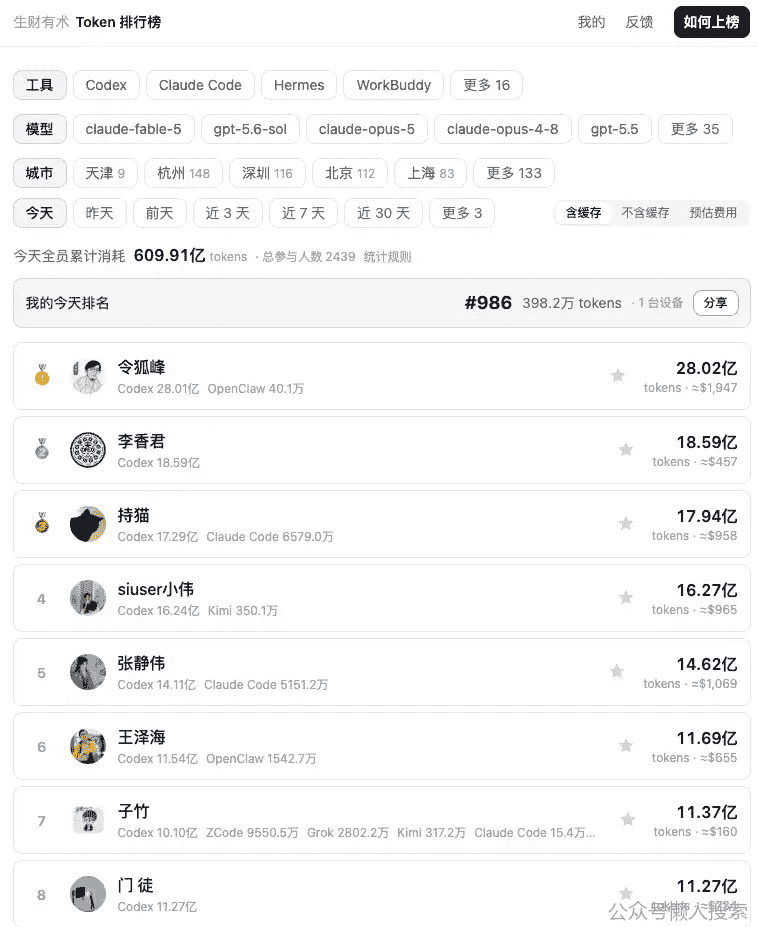 生财有术 Token 排行榜 我的 反馈 如何上榜
工具 Codex Claude Code Hermes WorkBuddy 更多 16
模型 claude-fable-5 gpt-5.6-sol claude-opus-5 claude-opus-4-8 gpt-5.5 更多 35
城市 天津 9 杭州 148 深圳 116 北京 112 上海 83 更多 133
今天 昨天 前天 近 3 天 近 7 天 近 30 天 更多 3 含缓存 不含缓存 预估费用
今天全员累计消耗 609.91亿 tokens · 总参与人数 2439 统计规则
我的今天排名 #986 398.2万 tokens · 1 台设备 分享
令狐峰 28.02亿
Codex 28.01亿 OpenClaw 40.1万 tokens · ≈$1,947
李香君 18.59亿
Codex 18.59亿 tokens · ≈$457
持猫 17.94亿
Codex 17.29亿 Claude Code 6579.0万 tokens · ≈$958
4 siuser小伟 16.27亿
Codex 16.24亿 Kimi 350.1万 tokens · ≈$965
5 张静伟 14.62亿
Codex 14.11亿 Claude Code 5151.2万 tokens · ≈$1,069
6 王泽海 11.69亿
Codex 11.54亿 OpenClaw 1542.7万 tokens · ≈$655
7 子竹 11.37亿
Codex 10.10亿 ZCode 9550.5万 Grok 2802.2万 Kimi 317.2万 Claude Code 15.4万... tokens · ≈$160
8 门 徒 11.27亿
Codex 11.27亿 tokens
公众号懒人搜索